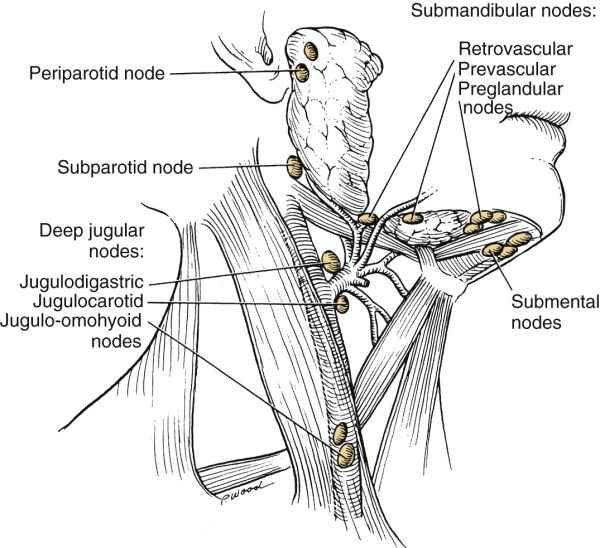 Submandibular nodes:
Retrovascular
Prevascular
Preglandular
nodes
Periparotid node
Subparotid node
Deep jugular
nodes:
Jugulodigastric
Jugulocarotid
Jugulo-omohyoid
nodes
Submental
nodes
P.Wood